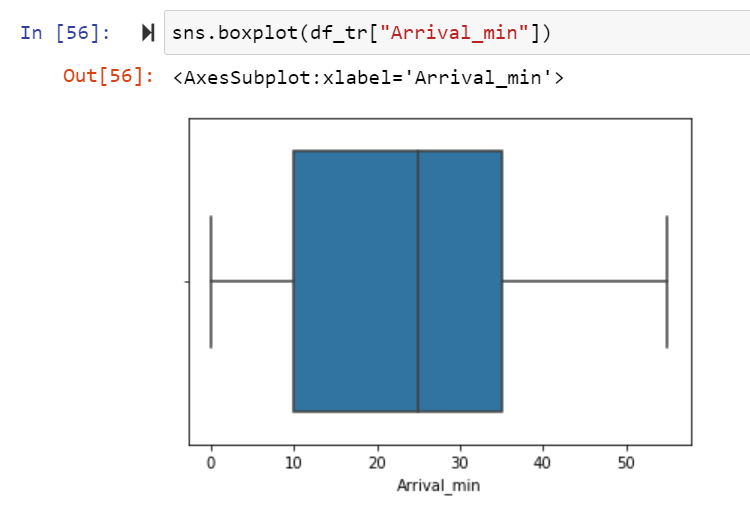 In [56]: sns.boxplot(df_tr["Arrival_min"])
Out[56]: <AxesSubplot:xlabel='Arrival_min'>
0 10 20 30 40 50
Arrival_min